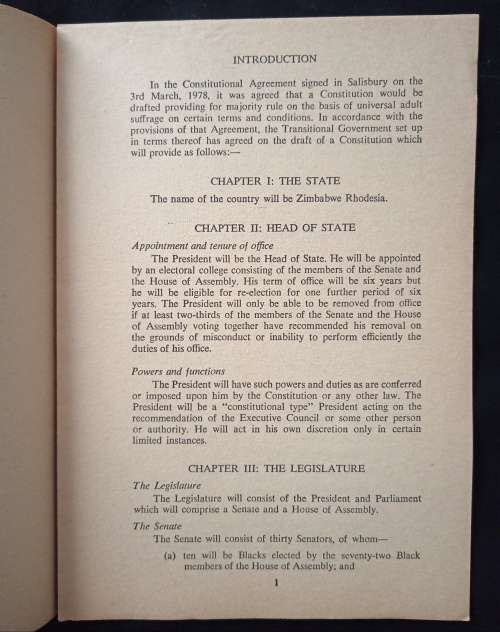 INTRODUCTION
In the Constitutional Agreement signed in Salisbury on the
3rd March, 1978, it was agreed that a Constitution would be
drafted providing for majority rule on the basis of universal adult
suffrage on certain terms and conditions. In accordance with the
provisions of that Agreement, the Transitional Government set up
in terms thereof has agreed on the draft of a Constitution which
will provide as follows:—
CHAPTER I: THE STATE
The name of the country will be Zimbabwe Rhodesia.
CHAPTER II: HEAD OF STATE
Appointment and tenure of office
The President will be the Head of State. He will be appointed
by an electoral college consisting of the members of the Senate and
the House of Assembly. His term of office will be six years but
he will be eligible for re-election for one further period of six
years. The President will only be able to be removed from office
if at least two-thirds of the members of the Senate and the House
of Assembly voting together have recommended his removal on
the grounds of misconduct or inability to perform efficiently the
duties of his office.
Powers and functions
The President will have such powers and duties as are conferred
or imposed upon him by the Constitution or any other law. The
President will be a "constitutional type" President acting on the
recommendation of the Executive Council or some other person
or authority. He will act in his own discretion only in certain
limited instances.
CHAPTER III: THE LEGISLATURE
The Legislature
The Legislature will consist of the President and Parliament
which will comprise a Senate and a House of Assembly.
The Senate
The Senate will consist of thirty Senators, of whom—
(a) ten will be Blacks elected by the seventy-two Black
members of the House of Assembly; and
1